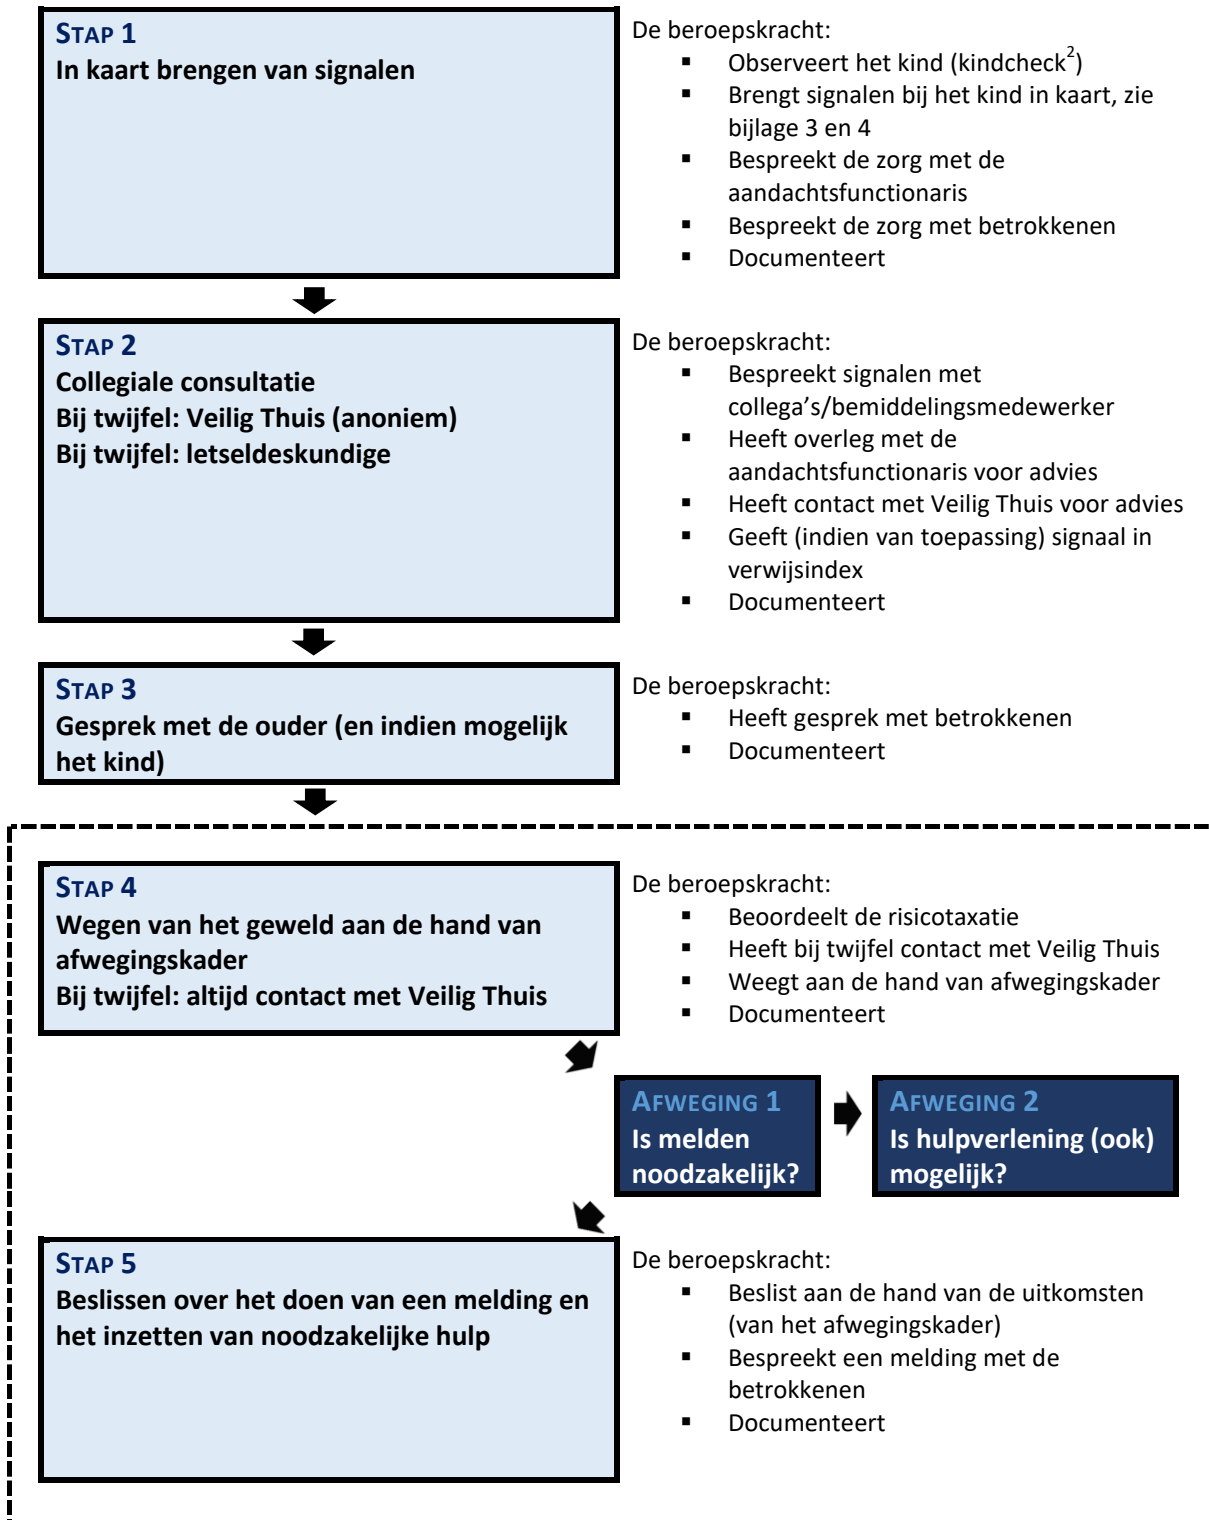 STAP 1
In kaart brengen van signalen
De beroepskracht:
▪ Observeert het kind (kindcheck²)
▪ Brengt signalen bij het kind in kaart, zie
bijlage 3 en 4
▪ Bespreekt de zorg met de
aandachtsfunctionaris
▪ Bespreekt de zorg met betrokkenen
▪ Documenteert
STAP 2
Collegiale consultatie
Bij twijfel: Veilig Thuis (anoniem)
Bij twijfel: letseldeskundige
De beroepskracht:
▪ Bespreekt signalen met
collega’s/bemiddelingsmedewerker
▪ Heeft overleg met de
aandachtsfunctionaris voor advies
▪ Heeft contact met Veilig Thuis voor advies
▪ Geeft (indien van toepassing) signaal in
verwijsindex
▪ Documenteert
STAP 3
Gesprek met de ouder (en indien mogelijk
het kind)
De beroepskracht:
▪ Heeft gesprek met betrokkenen
▪ Documenteert
STAP 4
Wegen van het geweld aan de hand van
afwegingskader
Bij twijfel: altijd contact met Veilig Thuis
De beroepskracht:
▪ Beoordeelt de risicotaxatie
▪ Heeft bij twijfel contact met Veilig Thuis
▪ Weegt aan de hand van afwegingskader
▪ Documenteert
AFWEGING 1
Is melden
noodzakelijk?
AFWEGING 2
Is hulpverlening (ook)
mogelijk?
STAP 5
Beslissen over het doen van een melding en
het inzetten van noodzakelijke hulp
De beroepskracht:
▪ Beslist aan de hand van de uitkomsten
(van het afwegingskader)
▪ Bespreekt een melding met de
betrokkenen
▪ Documenteert